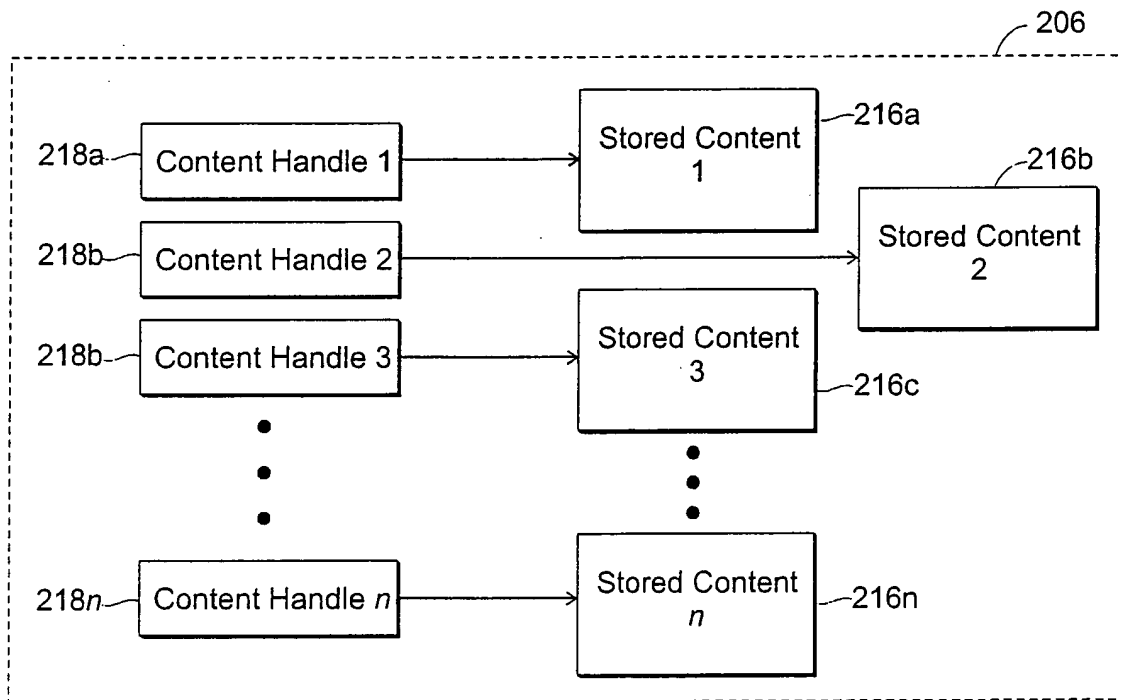 206
218a
Content Handle 1
Stored Content
1
216a
216b
218b
Content Handle 2
Stored Content
2
218b
Content Handle 3
Stored Content
3
216c
218n
Content Handle n
Stored Content
n
216n